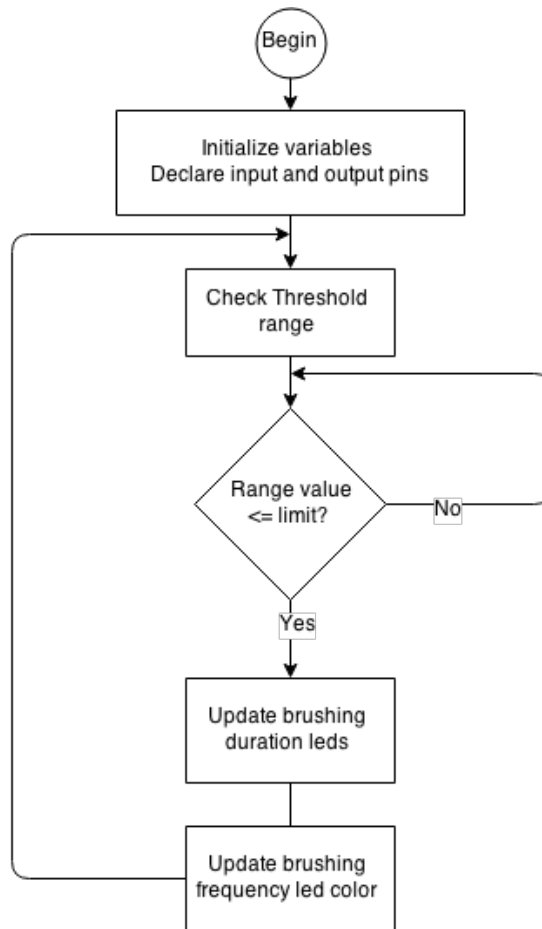 Begin
Initialize variables
Declare input and output pins
Check Threshold
range
Range value
<= limit?
No
Yes
Update brushing
duration leds
Update brushing
frequency led color